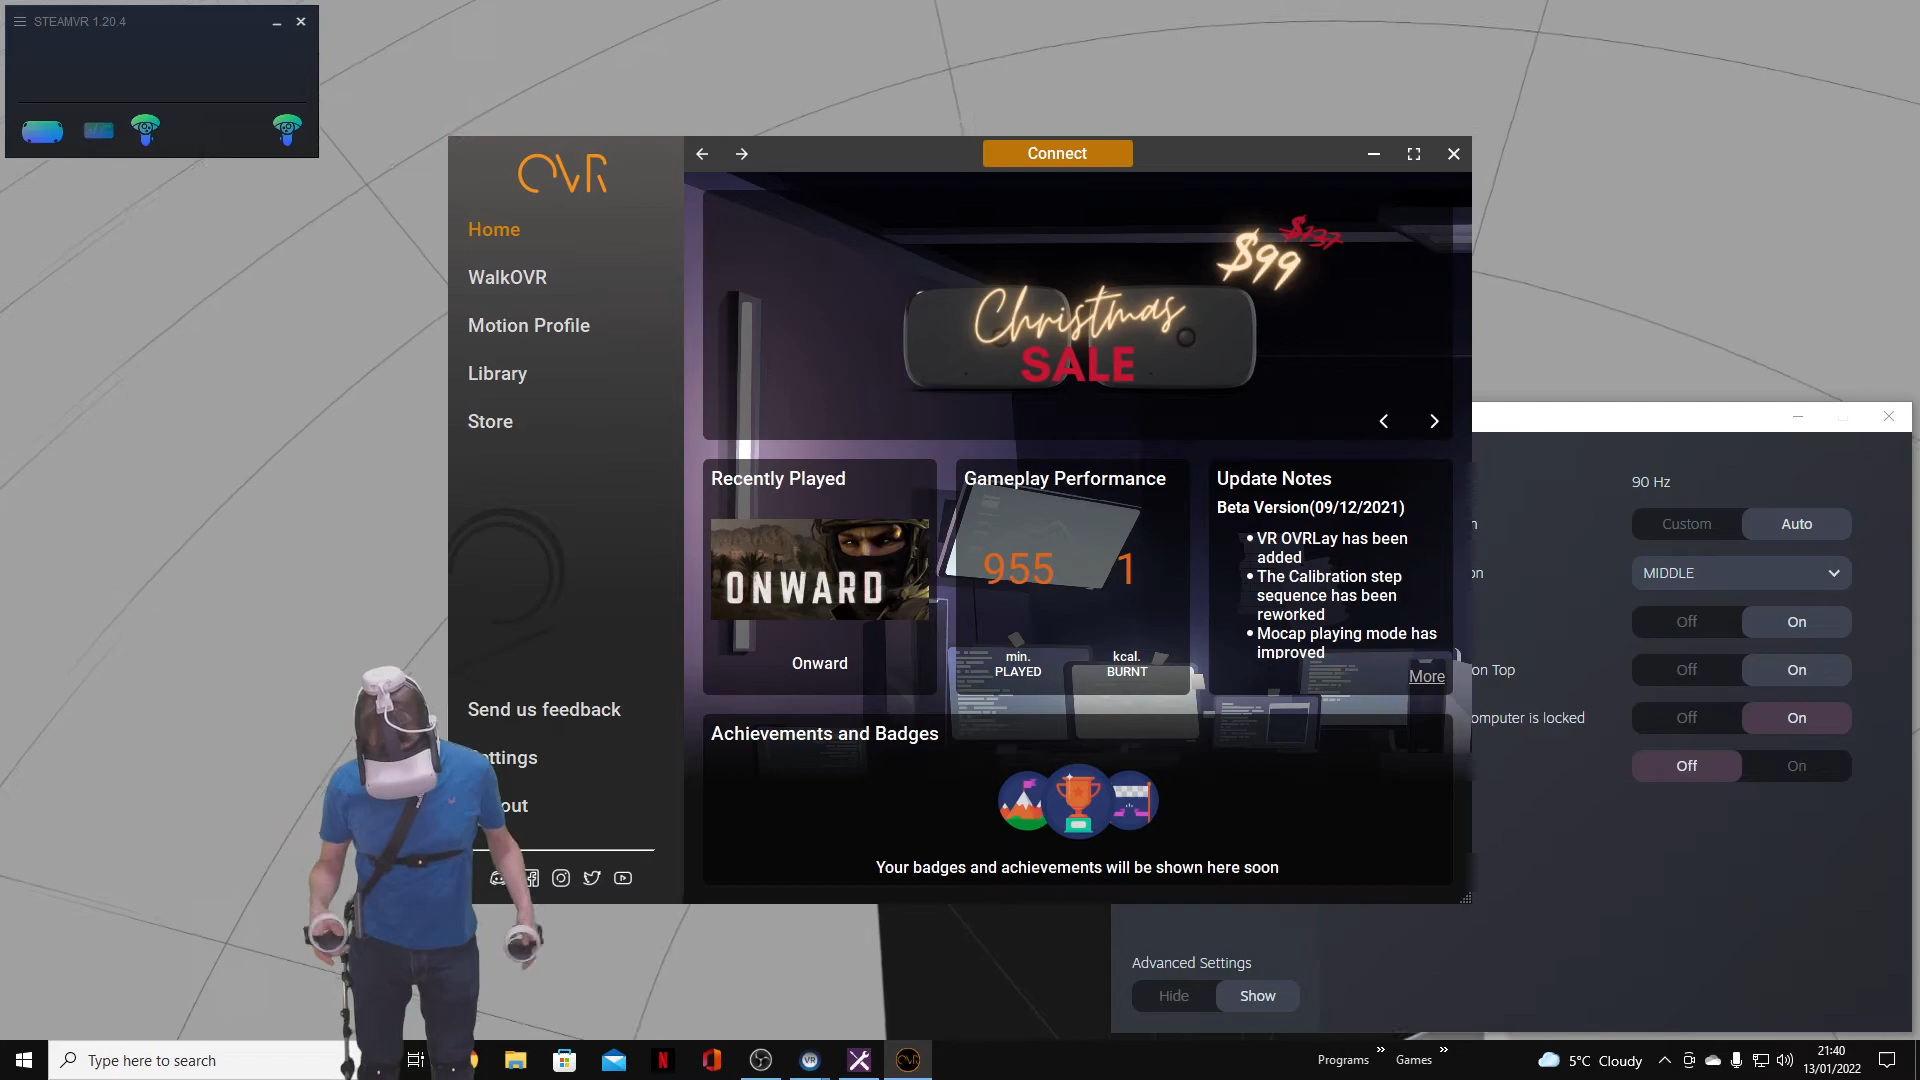 STEAMVR 1.20.4
OVR
Connect
Home
WalkOVR
Motion Profile
Library
Store
Send us feedback
ettings
out
$137
$99
Christmas
SALE
Recently Played
ONWARD
Onward
Gameplay Performance
955 1
min. kcal.
PLAYED BURNT
Update Notes
Beta Version(09/12/2021)
• VR OVRLay has been
added
• The Calibration step
sequence has been
reworked
• Mocap playing mode has
improved
More
Achievements and Badges
Your badges and achievements will be shown here soon
90 Hz
n Custom Auto
on MIDDLE
Off On
on Top Off On
omputer is locked Off On
Off On
Advanced Settings
Hide Show
Type here to search
VR
OVR
Programs » Games »
5°C Cloudy
21:40
13/01/2022